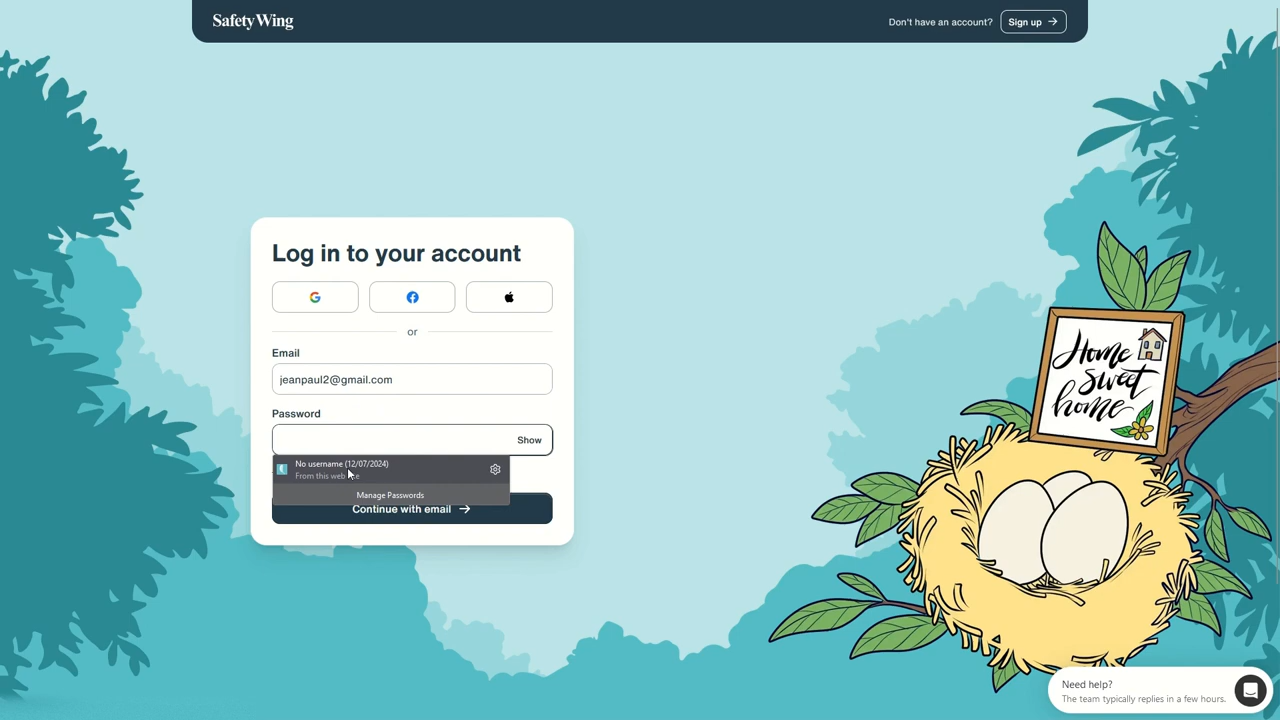 SafetyWing
Don't have an account?
Sign up
Log in to your account
or
Email
jeanpaul2@gmail.com
Password
Show
No username (12/07/2024)
From this
Manage Passwords
Continue with email
Home
sweet
home
Need help?
The team typically replies in a few hours.